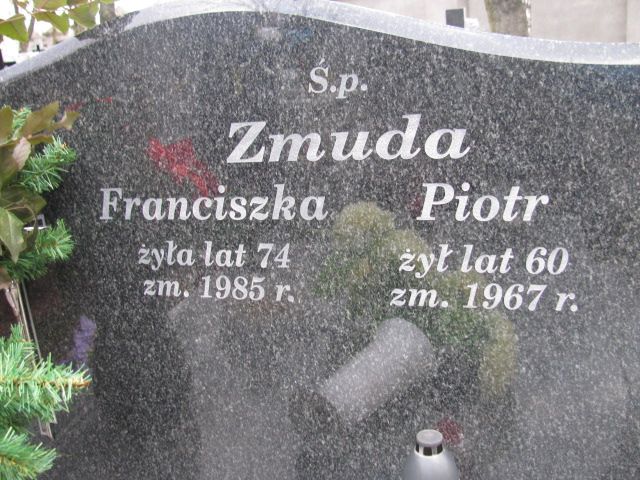 Ś.p.
Zmuda
Franciszka Piotr
żyła lat 74 żył lat 60
zm. 1985 r. zm. 1967 r.